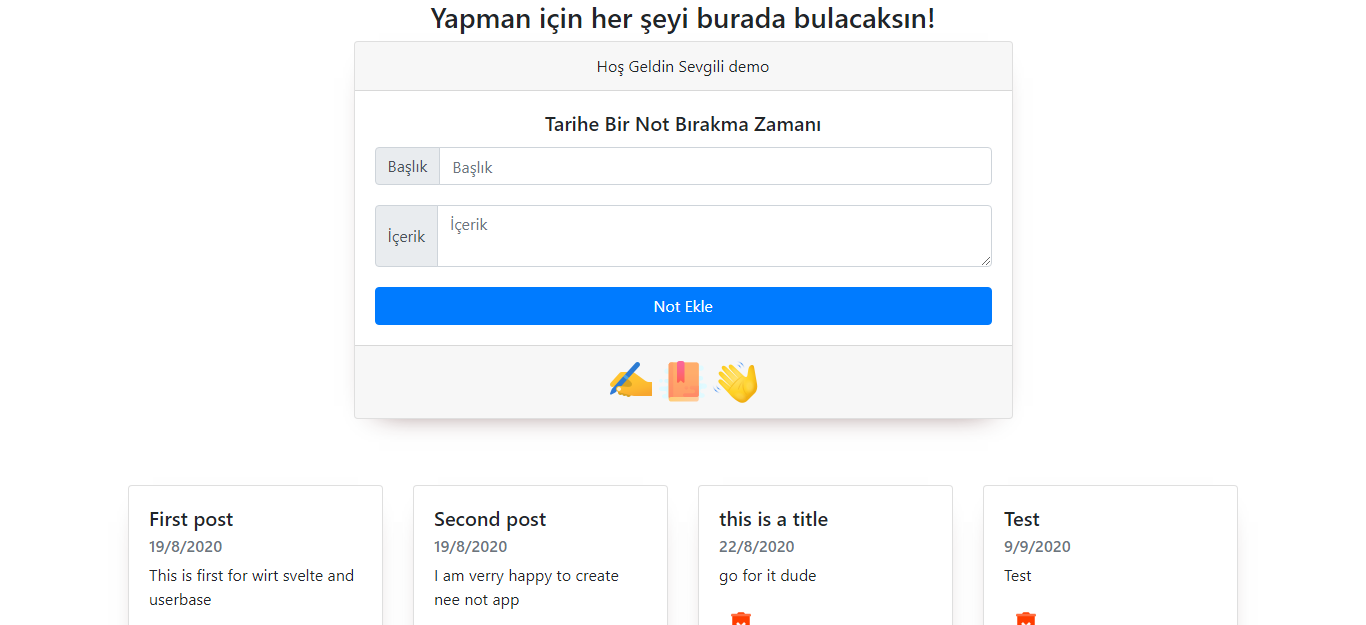 Yapman için her şeyi burada bulacaksın!
Hoş Geldin Sevgili demo
Tarihe Bir Not Bırakma Zamanı
Başlık
Başlık
İçerik
İçerik
Not Ekle
First post
19/8/2020
This is first for wirt svelte and
userbase
Second post
19/8/2020
I am verry happy to create
nee not app
this is a title
22/8/2020
go for it dude
Test
9/9/2020
Test